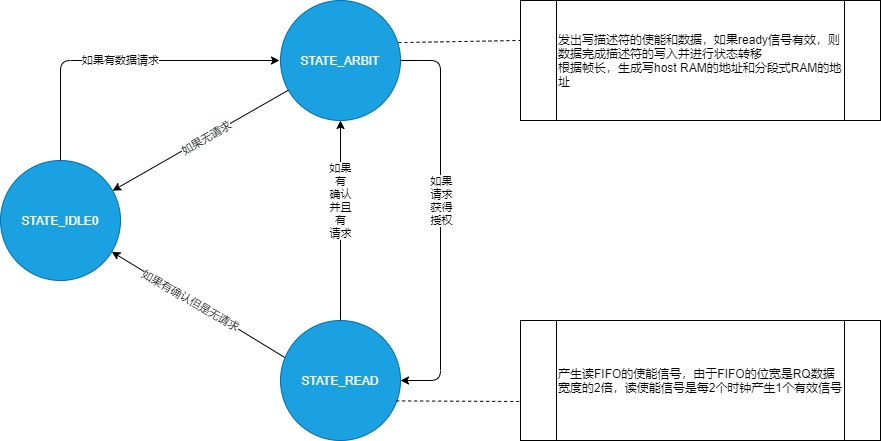 发出写描述符的使能和数据，如果ready信号有效，则
数据完成描述符的写入并进行状态转移
根据帧长，生成写host RAM的地址和分段式RAM的地
址
STATE_ARBIT
如果有数据请求
如果无请求
如果
有
确认
并且
有
请求
如果
请求
获得
授权
STATE_IDLE0
如果有确认但是无请求
STATE_READ
产生读FIFO的使能信号，由于FIFO的位宽是RQ数据
宽度的2倍，读使能信号是每2个时钟产生1个有效信号